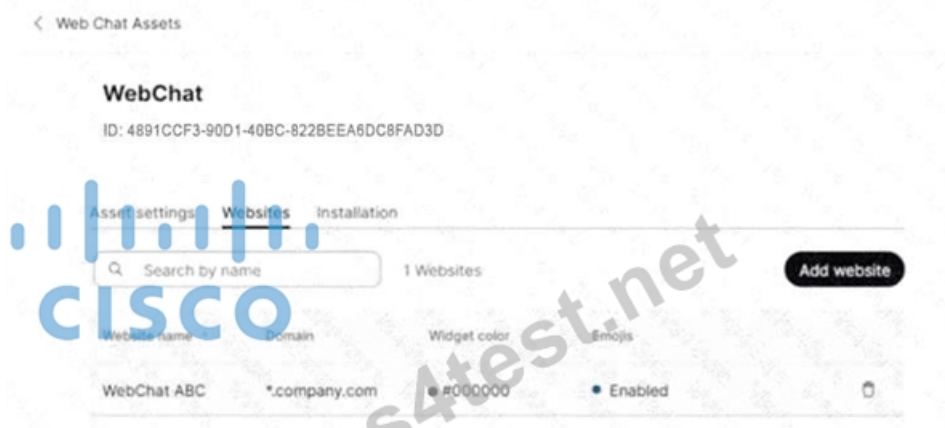 < Web Chat Assets
WebChat
ID: 4891CCF3-90D1-40BC-822BEEA6DC8FAD3D
Asset settings Websites Installation
Search by name 1 Websites Add website
CISCO
Website name Domain Widget color Emojis
WebChat ABC *.company.com #000000 Enabled
s4test.net